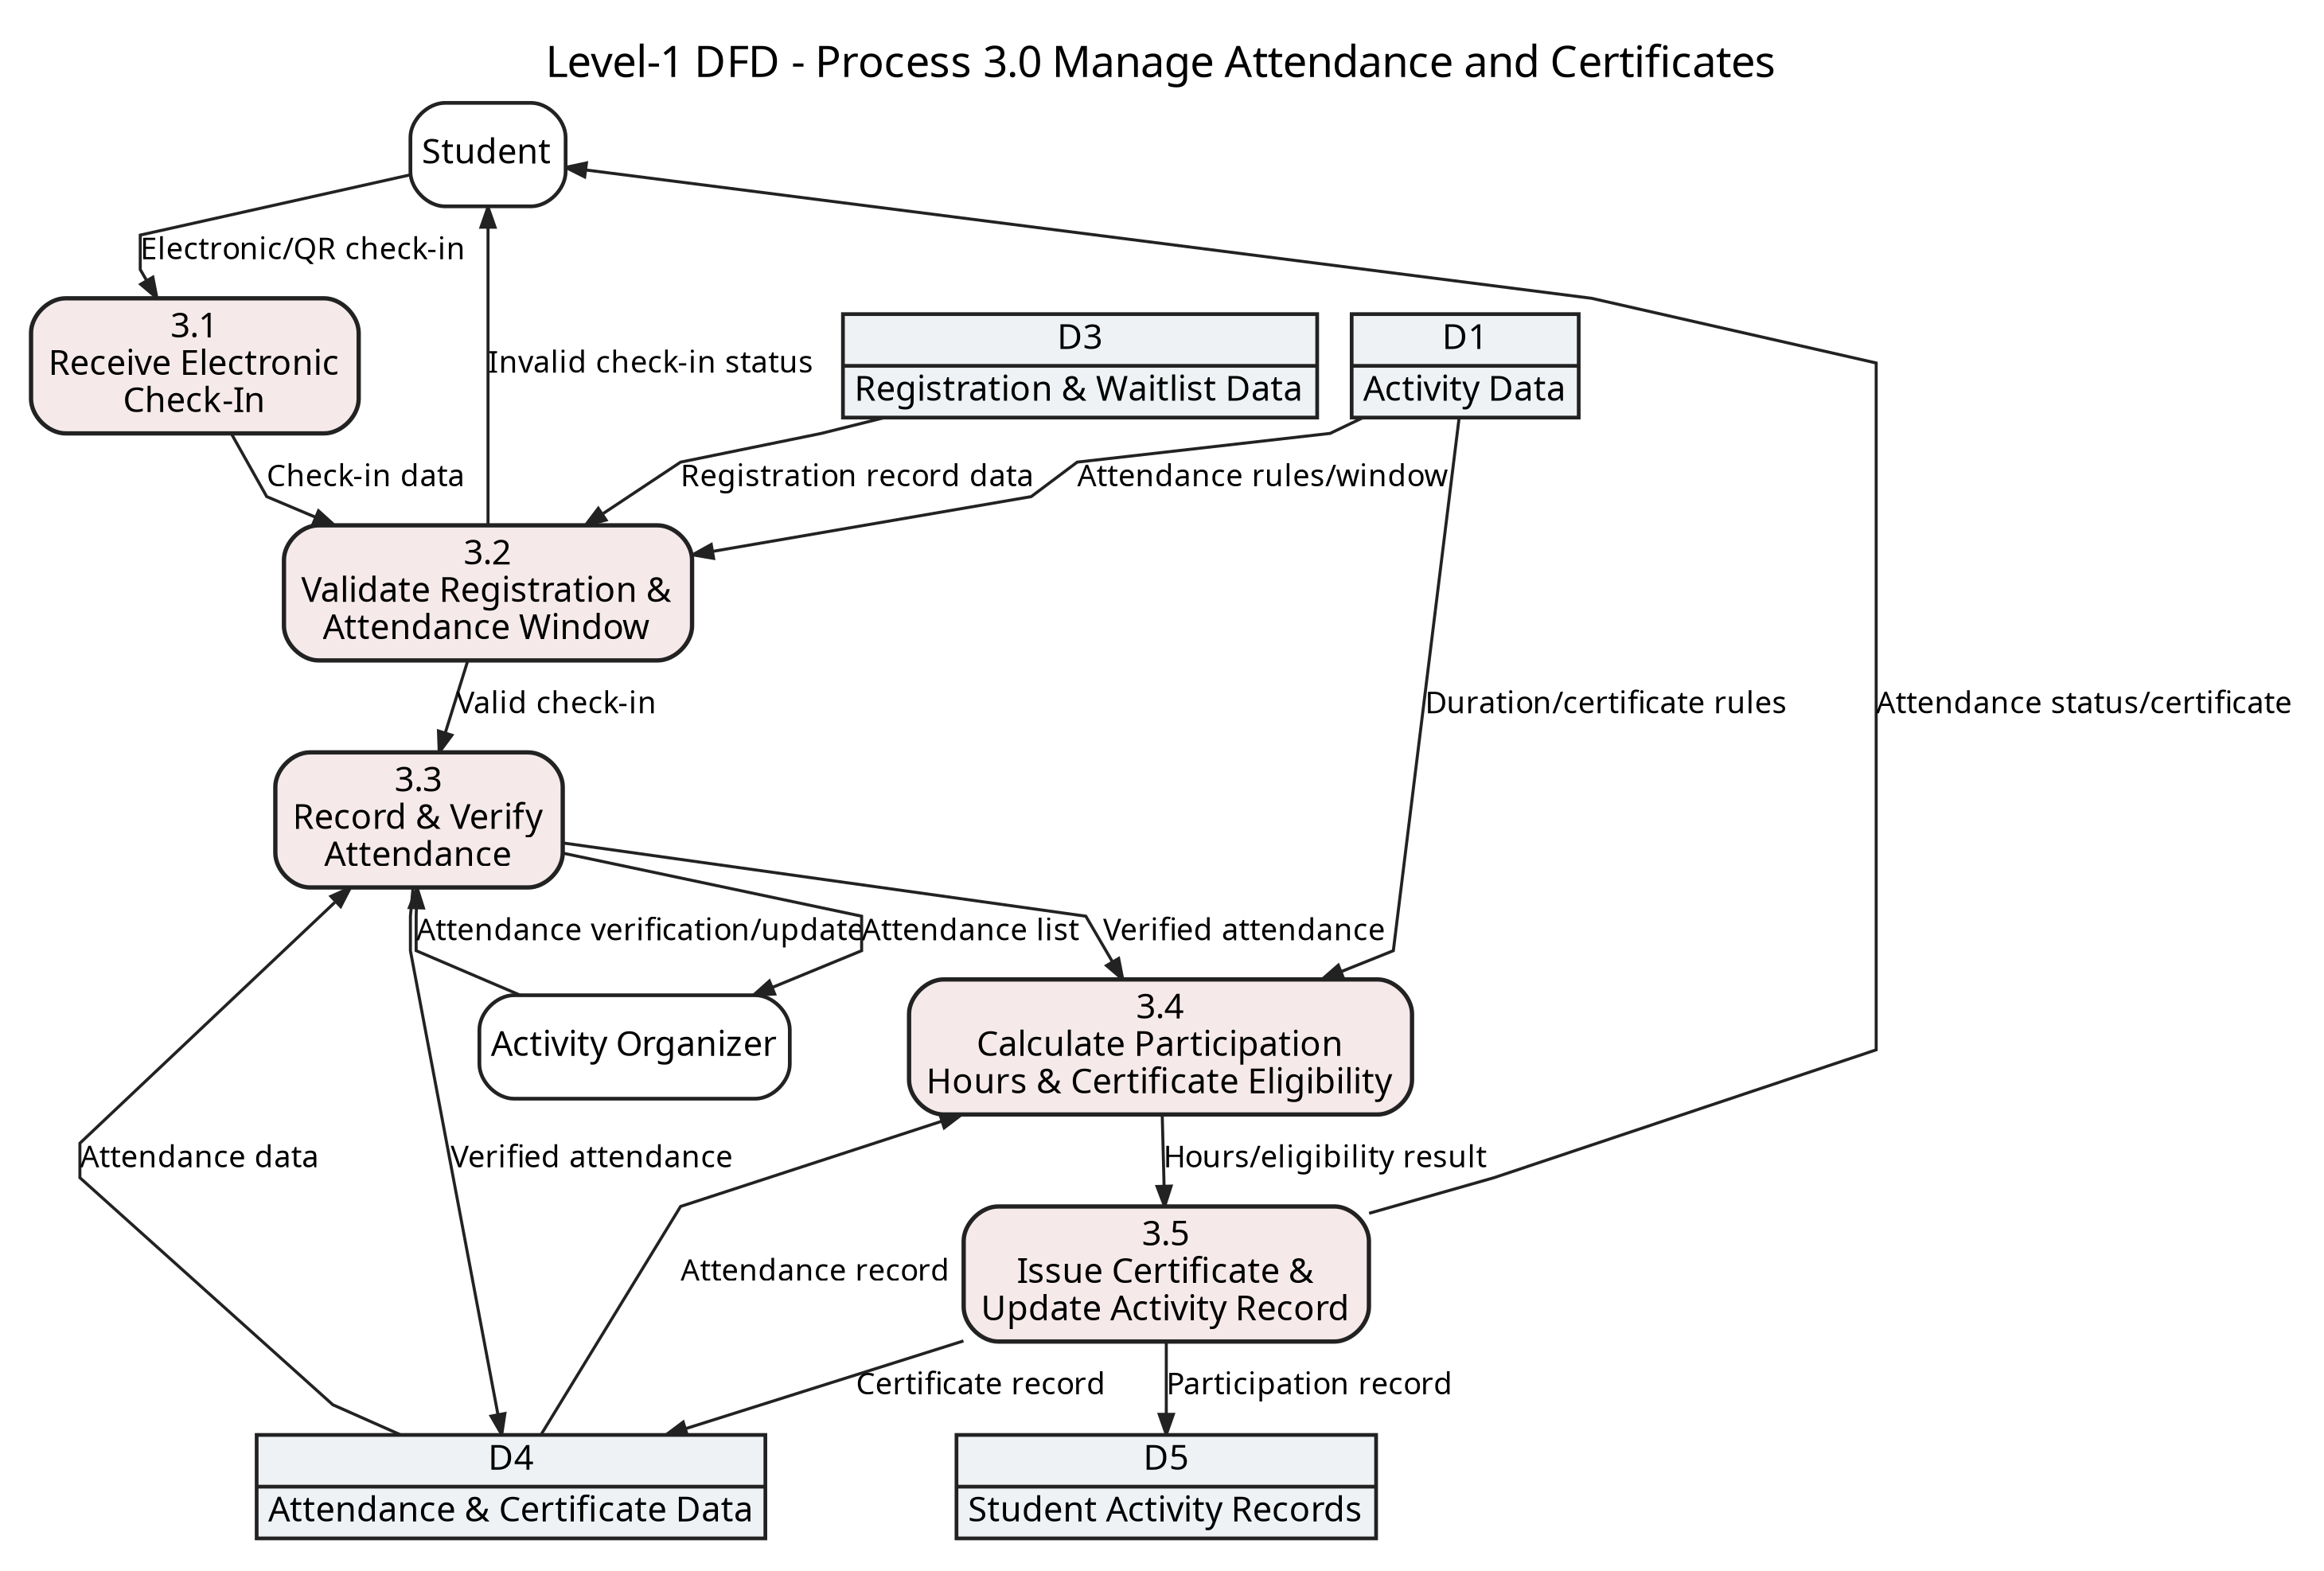 Level-1 DFD - Process 3.0 Manage Attendance and Certificates
Student
Electronic/QR check-in
3.1
Receive Electronic
Check-In
Invalid check-in status
D3
Registration & Waitlist Data
D1
Activity Data
Check-in data
Registration record data
Attendance rules/window
3.2
Validate Registration &
Attendance Window
Valid check-in
Duration/certificate rules
Attendance status/certificate
3.3
Record & Verify
Attendance
Attendance verification/update
Attendance list
Verified attendance
Activity Organizer
3.4
Calculate Participation
Hours & Certificate Eligibility
Attendance data
Verified attendance
Hours/eligibility result
Attendance record
3.5
Issue Certificate &
Update Activity Record
Certificate record
Participation record
D4
Attendance & Certificate Data
D5
Student Activity Records